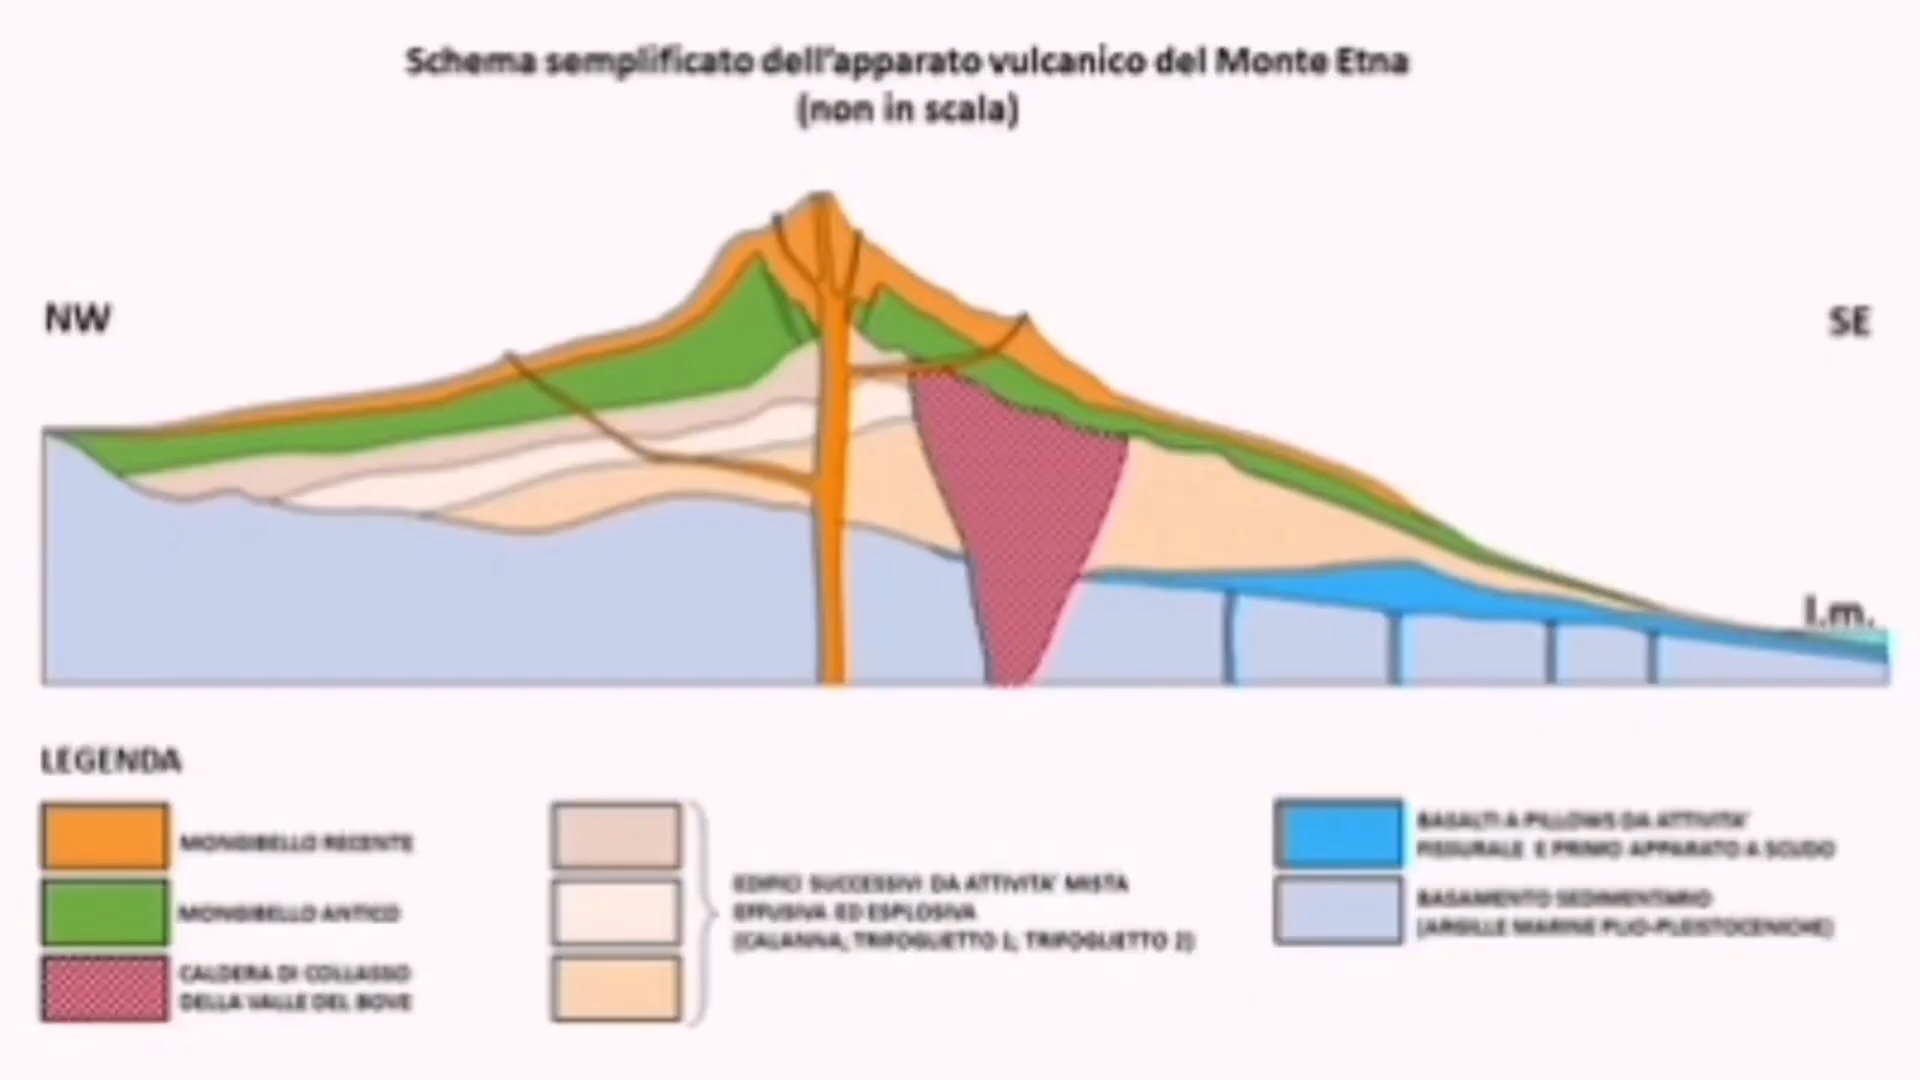 Schema semplificato dell'apparato vulcanico del Monte Etna
(non in scala)
NW
SE
l.m.
LEGENDA
MONGIBELLO RECENTE
MONGIBELLO ANTICO
CALDERA DI COLLASSO
DELLA VALLE DEL BOVE
EDIFICI SUCCESSIVI DA ATTIVITA' MISTA
EFFUSIVA ED ESPLOSIVA
(CALANNA; TRIFOGLIETTO 1; TRIFOGLIETTO 2)
BASALTI A PILLOWS DA ATTIVITA'
FISSURALE E PRIMO APPARATO A SCUDO
BASAMENTO SEDIMENTARIO
(ARGILLE MARINE PLIO-PLEISTOCENICHE)